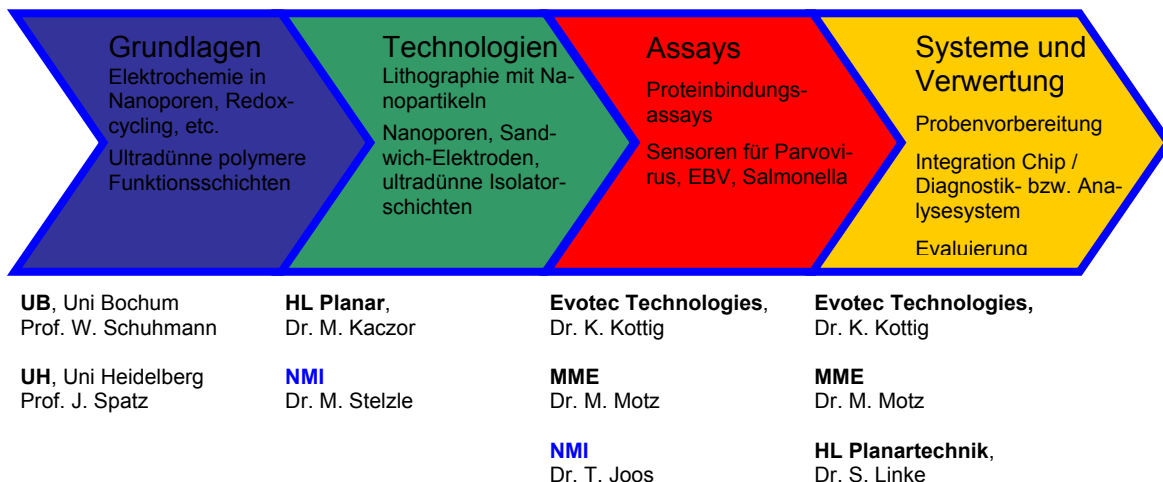 Grundlagen
Elektrochemie in
Nanoporen, Redox-
cycling, etc.
Ultradünne polymere
Funktionsschichten
Technologien
Lithographie mit Na-
nopartikeln
Nanoporen, Sand-
wich-Elektroden,
ultradünne Isolator-
schichten
Assays
Proteinbindungs-
assays
Sensoren für Parvovi-
rus, EBV, Salmonella
Systeme und
Verwertung
Probenvorbereitung
Integration Chip /
Diagnostik- bzw. Ana-
lysesystem
Evaluierung
UB, Uni Bochum
Prof. W. Schuhmann
UH, Uni Heidelberg
Prof. J. Spatz
HL Planar,
Dr. M. Kaczor
NMI
Dr. M. Stelzle
Evotec Technologies,
Dr. K. Kottig
MME
Dr. M. Motz
NMI
Dr. T. Joos
Evotec Technologies,
Dr. K. Kottig
MME
Dr. M. Motz
HL Planartechnik,
Dr. S. Linke